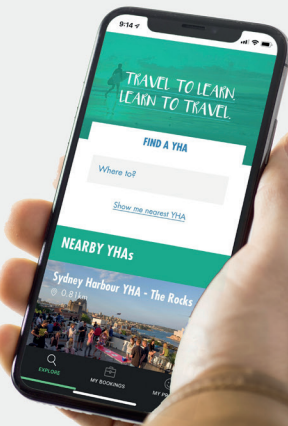 9:14
TRAVEL TO LEARN.
LEARN TO TRAVEL.
FIND A YHA
Where to?
Show me nearest YHA
NEARBY YHAs
Sydney Harbour YHA - The Rocks
0.81km
EXPLORE
MY BOOKINGS
MY